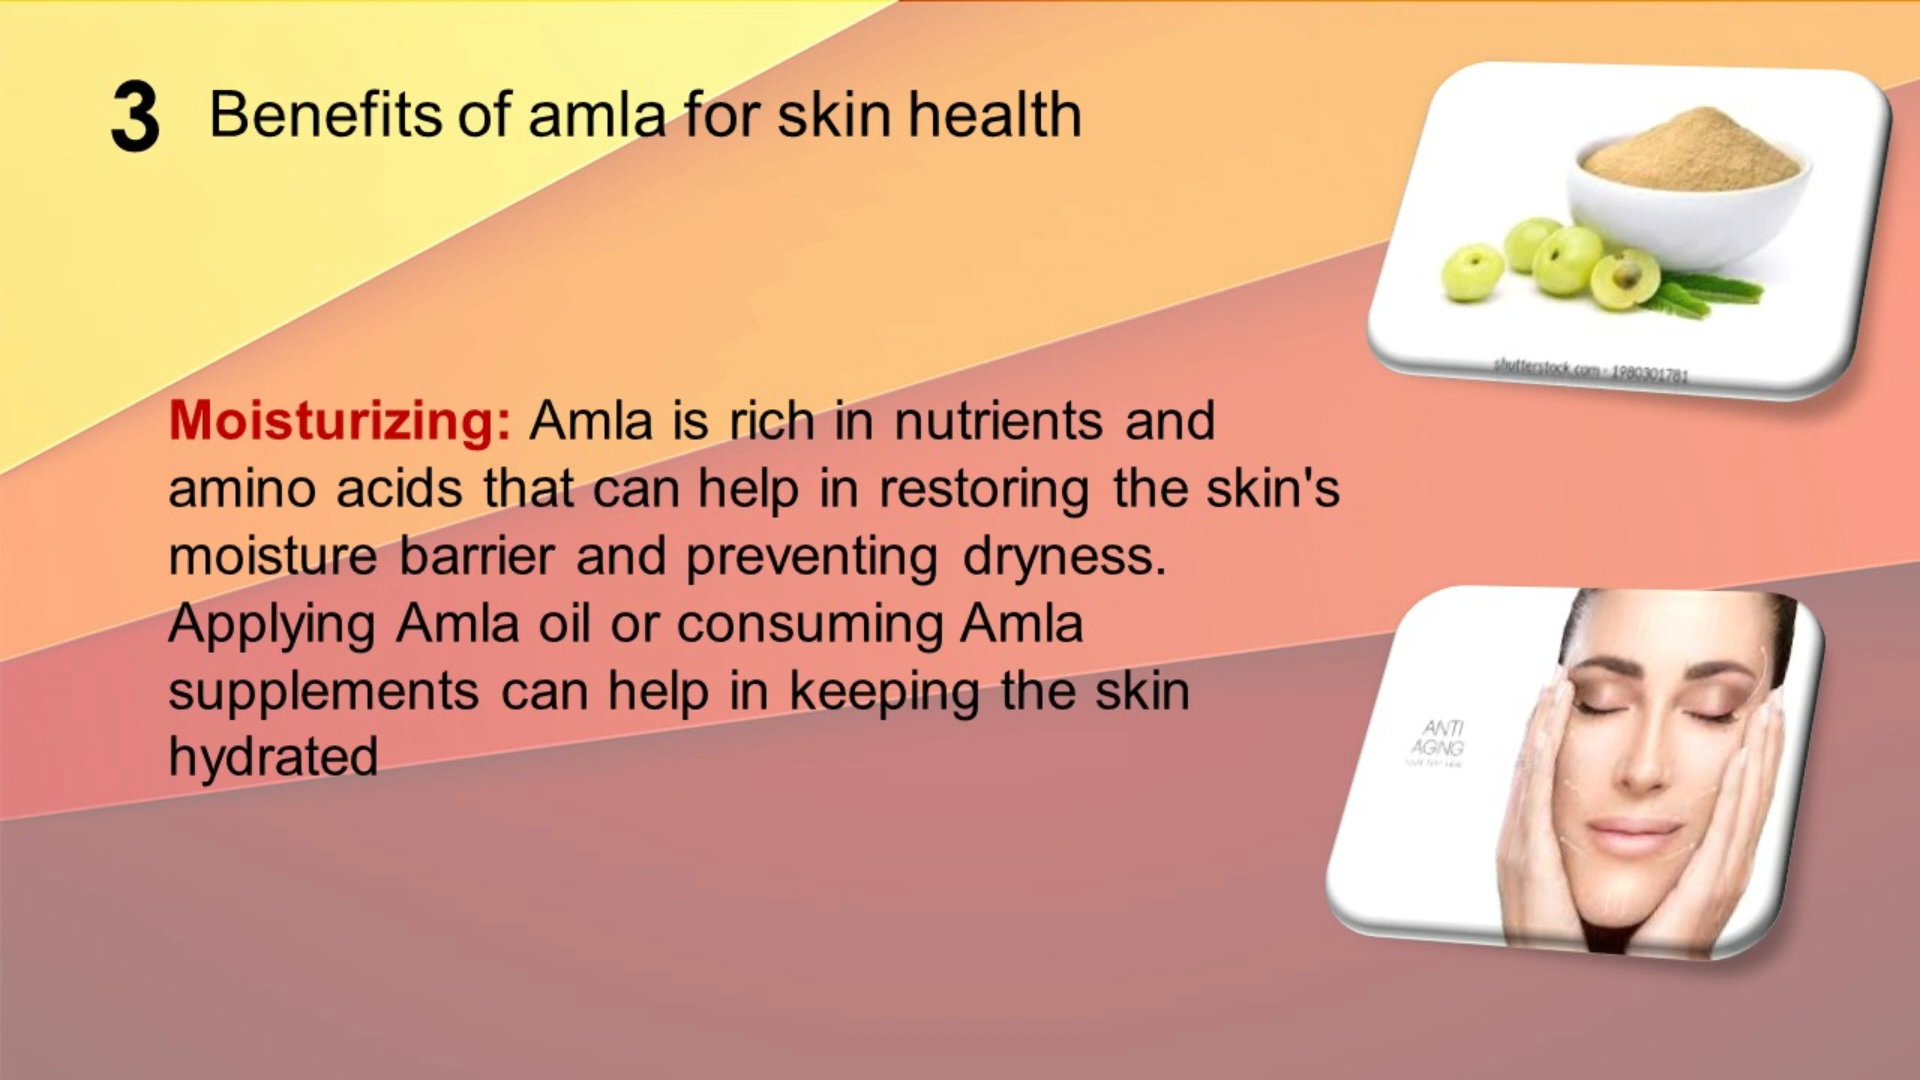 3 Benefits of amla for skin health
shutterstock.com · 1980301781
Moisturizing: Amla is rich in nutrients and
amino acids that can help in restoring the skin's
moisture barrier and preventing dryness.
Applying Amla oil or consuming Amla
supplements can help in keeping the skin
hydrated
ANTI
AGING